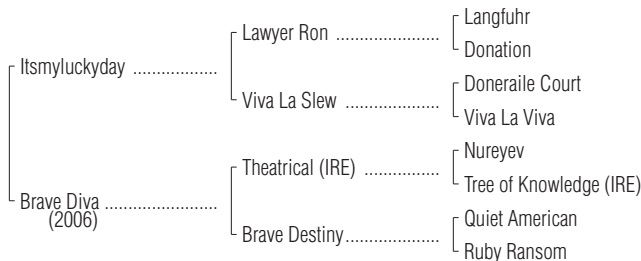 Langfuhr
Lawyer Ron ....................
Donation
Itsmyluckyday ..................
Doneraile Court
Viva La Slew ...................
Viva La Viva
Nureyev
Theatrical (IRE) ...............
Tree of Knowledge (IRE)
Brave Diva ........................
(2006)
Quiet American
Brave Destiny...................
Ruby Ransom